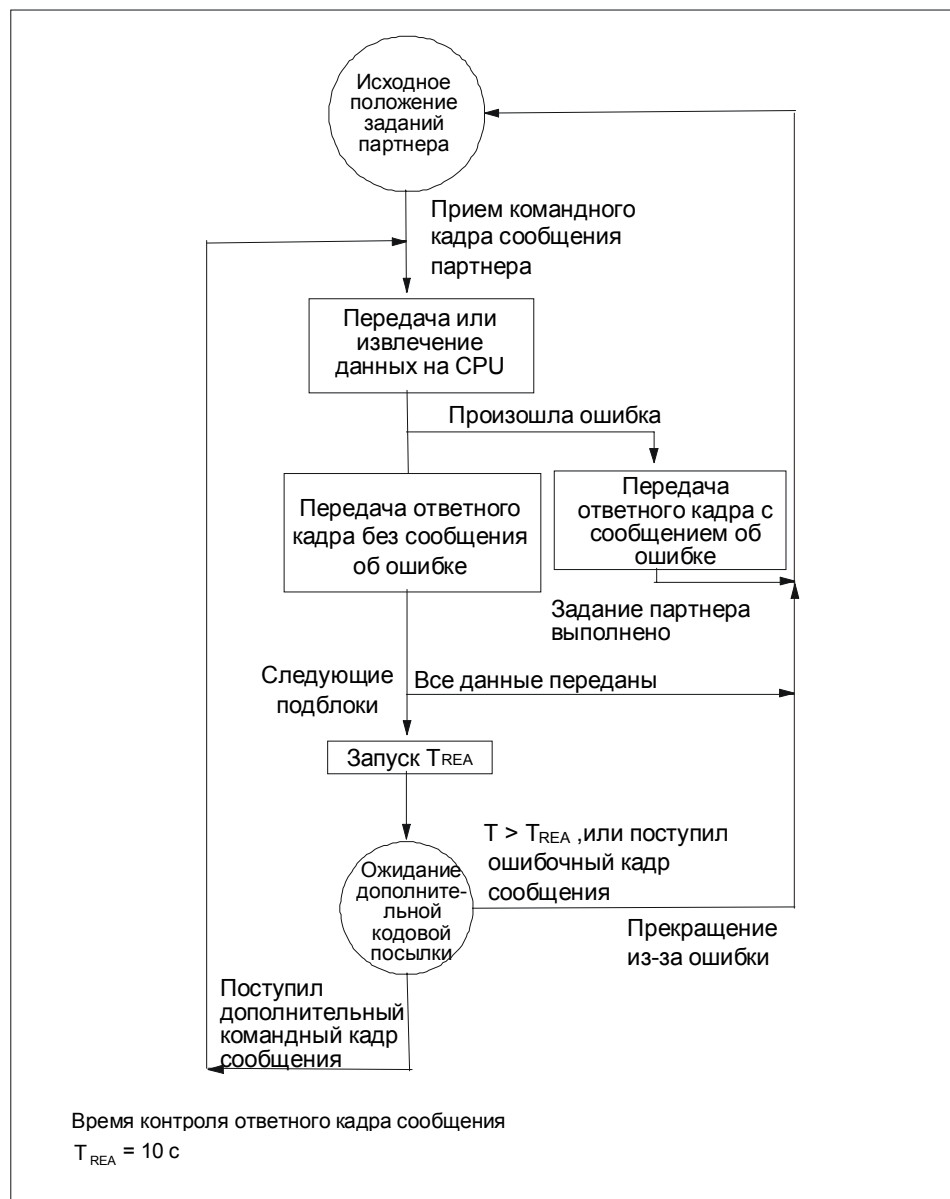 Исходное
положение
заданий
партнера
Прием командного
кадра сообщения
партнера
Передача или
извлечение
данных на CPU
Произошла ошибка
Передача ответного
кадра без сообщения
об ошибке
Передача
ответного кадра с
сообщением об
ошибке
Задание партнера
выполнено
Следующие
подблоки
Все данные переданы
Запуск TREA
T > TREA ,или поступил
ошибочный кадр
сообщения
Ожидание
дополните-
льной
кодовой
посылки
Прекращение
из-за ошибки
Поступил
дополнительный
командный кадр
сообщения
Время контроля ответного кадра сообщения
T REA = 10 с